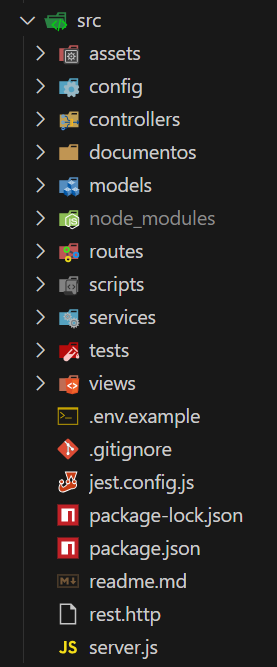 src
assets
config
controllers
documentos
models
node_modules
routes
scripts
services
tests
views
.env.example
.gitignore
jest.config.js
package-lock.json
package.json
readme.md
rest.http
JS server.js